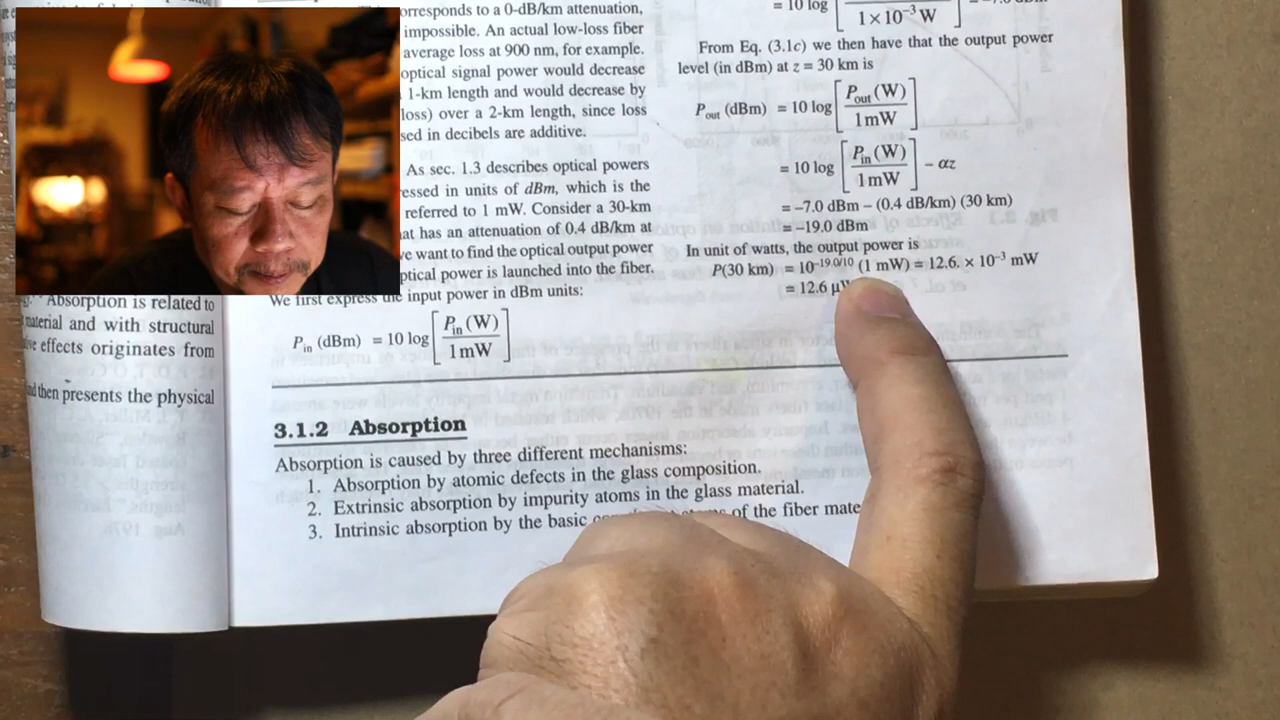 Absorption is related to
material and with structural
effects originates from
then presents the physical
orresponds to a 0-dB/km attenuation,
impossible. An actual low-loss fiber
average loss at 900 nm, for example.
optical signal power would decrease
1-km length and would decrease by
loss) over a 2-km length, since loss
sed in decibels are additive.
As sec. 1.3 describes optical powers
essed in units of dBm, which is the
referred to 1 mW. Consider a 30-km
at has an attenuation of 0.4 dB/km at
e want to find the optical output power
ptical power is launched into the fiber.
We first express the input power in dBm units:
P_in (dBm) = 10 log [ P_in (W) / 1 mW ]
= 10 log [ 1 × 10⁻³ W ]
From Eq. (3.1c) we then have that the output power
level (in dBm) at z = 30 km is
P_out (dBm) = 10 log [ P_out (W) / 1 mW ]
= 10 log [ P_in (W) / 1 mW ] – αz
= –7.0 dBm – (0.4 dB/km) (30 km)
= –19.0 dBm
In unit of watts, the output power is
P(30 km) = 10^–19.0/10 (1 mW) = 12.6. × 10⁻³ mW
= 12.6 μ
3.1.2 Absorption
Absorption is caused by three different mechanisms:
1. Absorption by atomic defects in the glass composition.
2. Extrinsic absorption by impurity atoms in the glass material.
3. Intrinsic absorption by the basic of the fiber mate